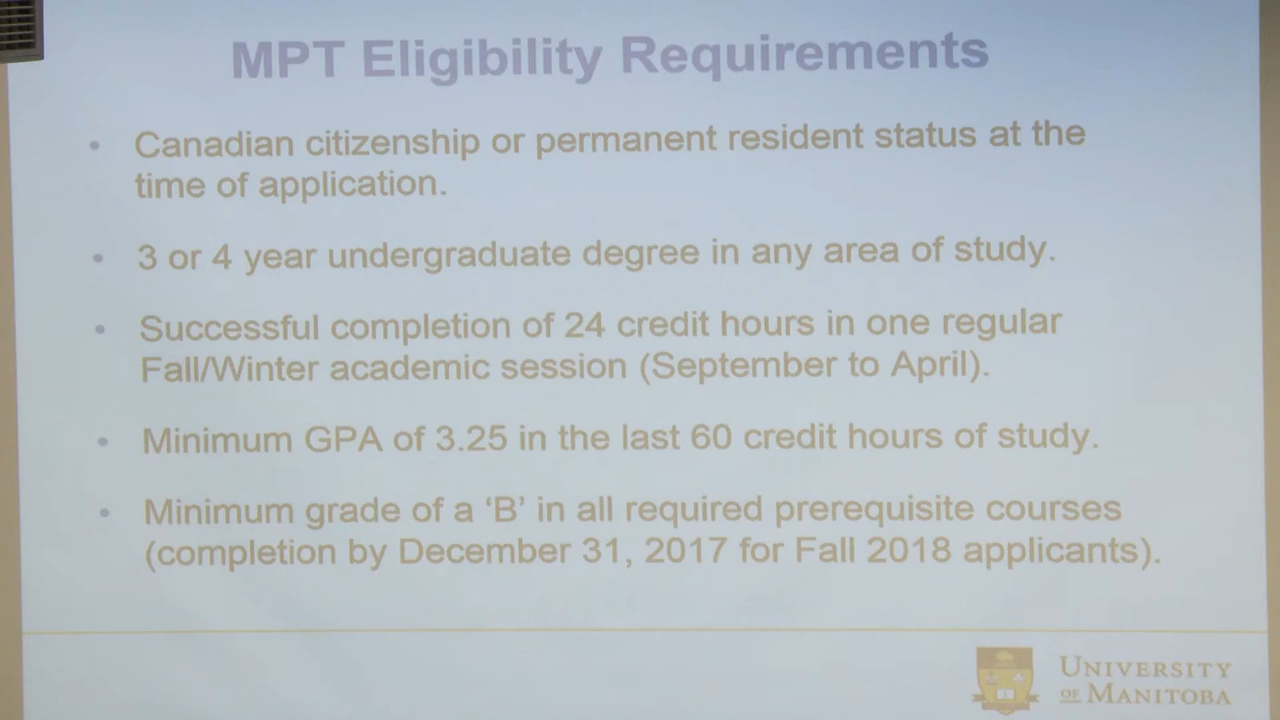 MPT Eligibility Requirements
• Canadian citizenship or permanent resident status at the
time of application.
• 3 or 4 year undergraduate degree in any area of study.
• Successful completion of 24 credit hours in one regular
Fall/Winter academic session (September to April).
• Minimum GPA of 3.25 in the last 60 credit hours of study.
• Minimum grade of a ‘B’ in all required prerequisite courses
(completion by December 31, 2017 for Fall 2018 applicants).
UNIVERSITY
OF MANITOBA